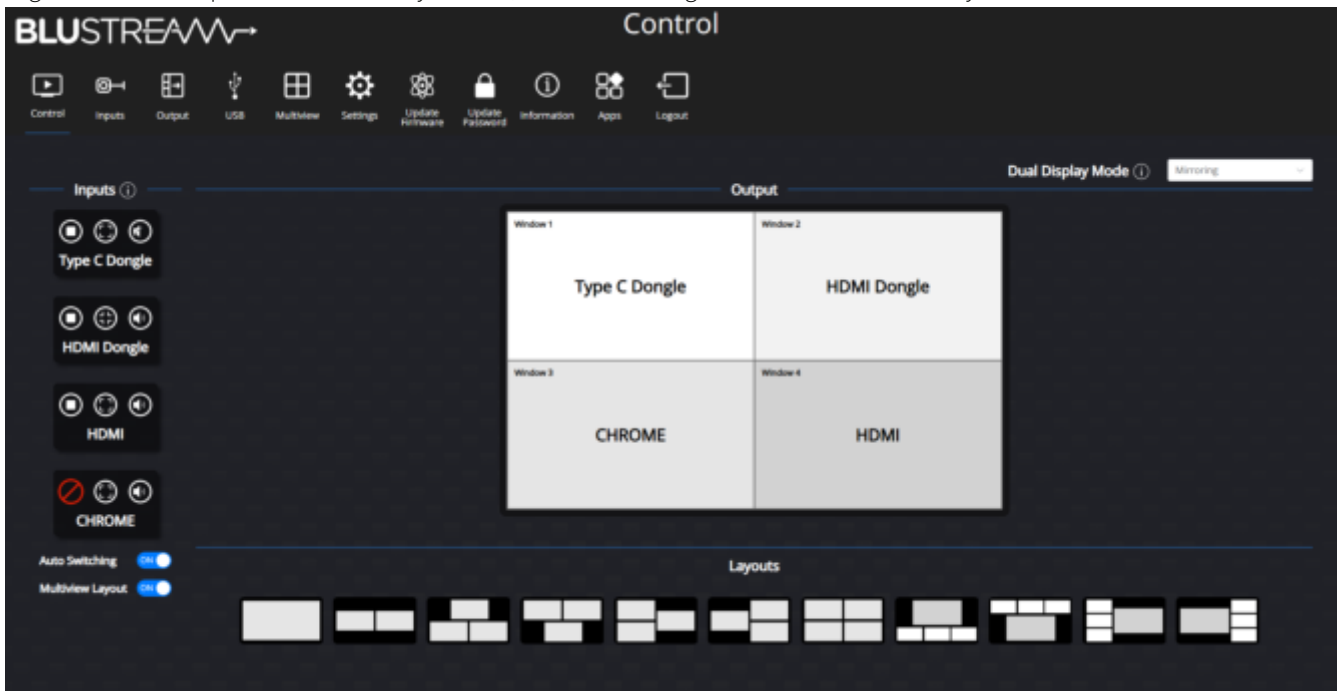 BLUSTREAM
Control
Control
Inputs
Output
USB
Multiview
Settings
Update
Firmware
Update
Password
Information
Apps
Logout
Dual Display Mode
Mirroring
Inputs
Output
Type C Dongle
HDMI Dongle
HDMI
CHROME
Auto Switching ON
Multiview Layout ON
Window 1
Type C Dongle
Window 2
HDMI Dongle
Window 3
CHROME
Window 4
HDMI
Layouts